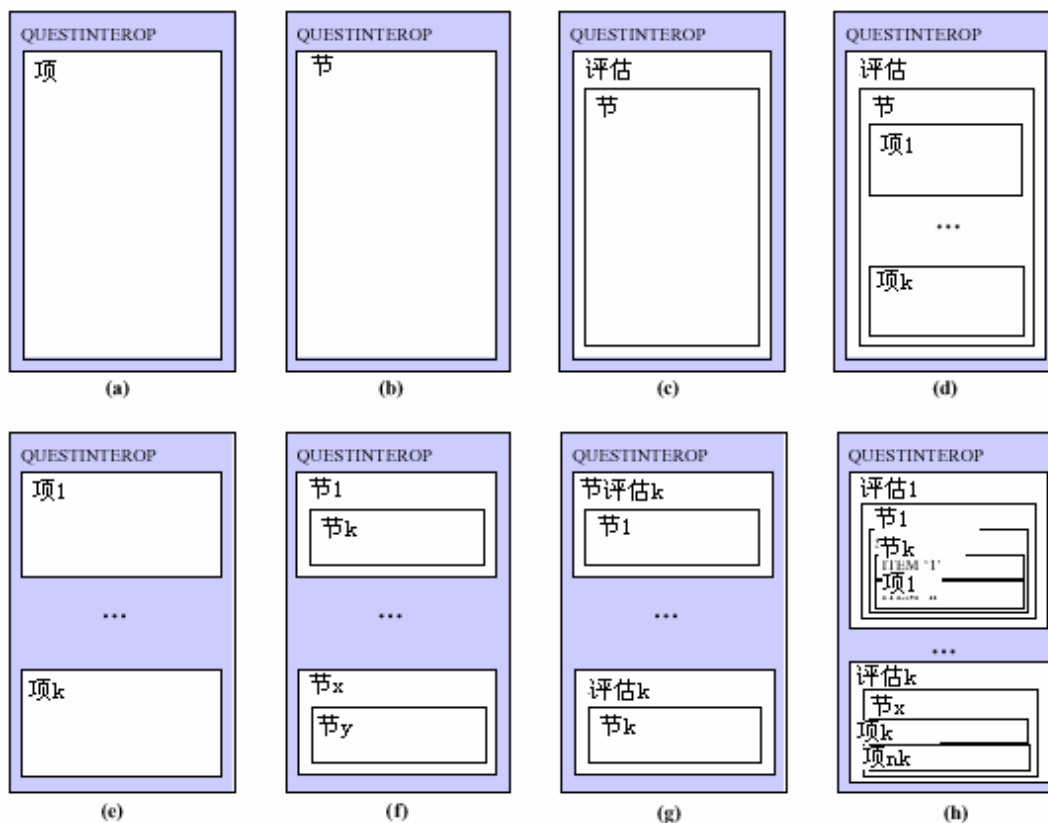 QUESTINTEROP
项
(a)
QUESTINTEROP
节
(b)
QUESTINTEROP
评估
节
(c)
QUESTINTEROP
评估
节
项1
...
项k
(d)
QUESTINTEROP
项1
...
项k
(e)
QUESTINTEROP
节1
节k
...
节x
节y
(f)
QUESTINTEROP
节评估k
节1
...
评估k
节k
(g)
QUESTINTEROP
评估1
节1
节k
ITEM '1'
项1
...
评估k
节x
项k
项nk
(h)